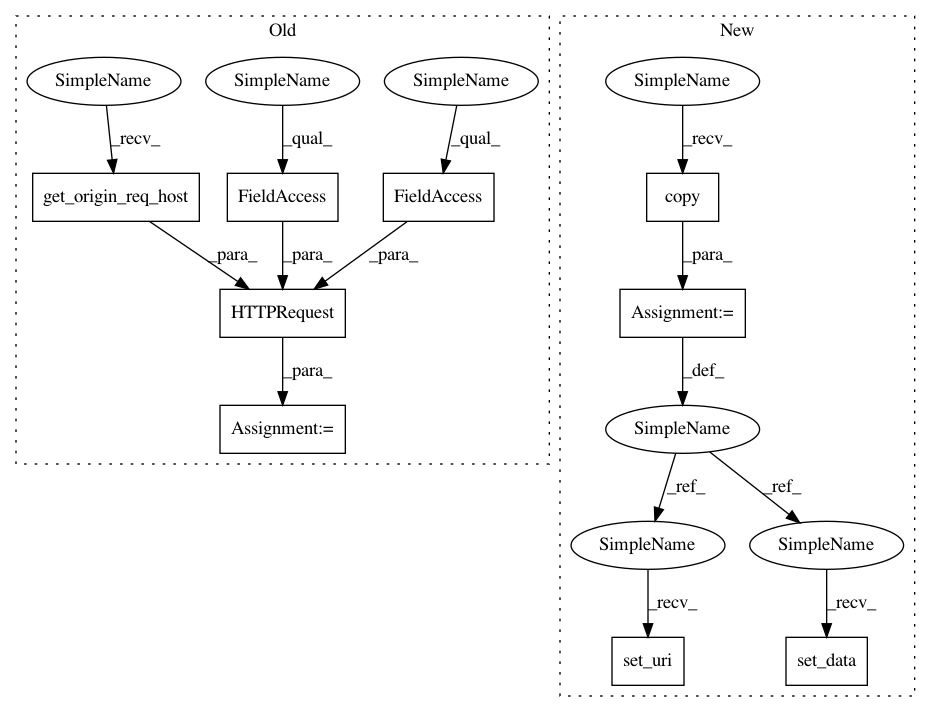 Old
New
SimpleName
SimpleName
SimpleName
SimpleName
_recv_
_qual_
_qual_
_recv_
get_origin_req_host
FieldAccess
FieldAccess
copy
_para_
_para_
_para_
_para_
HTTPRequest
Assignment:=
_para_
_def_
Assignment:=
SimpleName
_ref_
_ref_
SimpleName
SimpleName
_recv_
_recv_
set_uri
set_data